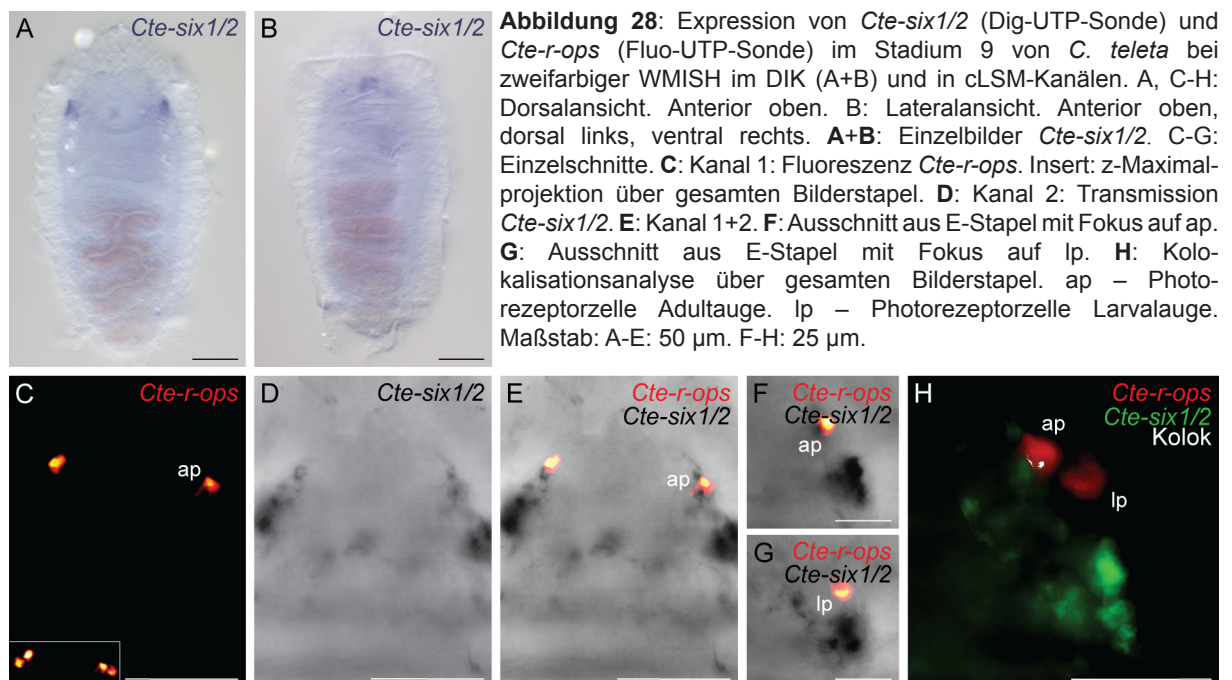 A
Cte-six1/2
B
Cte-six1/2
Abbildung 28: Expression von Cte-six1/2 (Dig-UTP-Sonde) und
Cte-r-ops (Fluo-UTP-Sonde) im Stadium 9 von C. teleta bei
zweifarbiger WMISH im DIK (A+B) und in cLSM-Kanälen. A, C-H:
Dorsalansicht. Anterior oben. B: Lateralansicht. Anterior oben,
dorsal links, ventral rechts. A+B: Einzelbilder Cte-six1/2. C-G:
Einzelschnitte. C: Kanal 1: Fluoreszenz Cte-r-ops. Insert: z-Maximal-
projektion über gesamten Bilderstapel. D: Kanal 2: Transmission
Cte-six1/2. E: Kanal 1+2. F: Ausschnitt aus E-Stapel mit Fokus auf ap.
G: Ausschnitt aus E-Stapel mit Fokus auf lp. H: Kolo-
kalisationsanalyse über gesamten Bilderstapel. ap – Photo-
rezeptorzelle Adultauge. lp – Photorezeptorzelle Larvalauge.
Maßstab: A-E: 50 µm. F-H: 25 µm.
C
Cte-r-ops
ap
D
Cte-six1/2
E
Cte-r-ops
Cte-six1/2
ap
F
Cte-r-ops
Cte-six1/2
ap
G
Cte-r-ops
Cte-six1/2
lp
H
Cte-r-ops
Cte-six1/2
Kolok
ap
lp